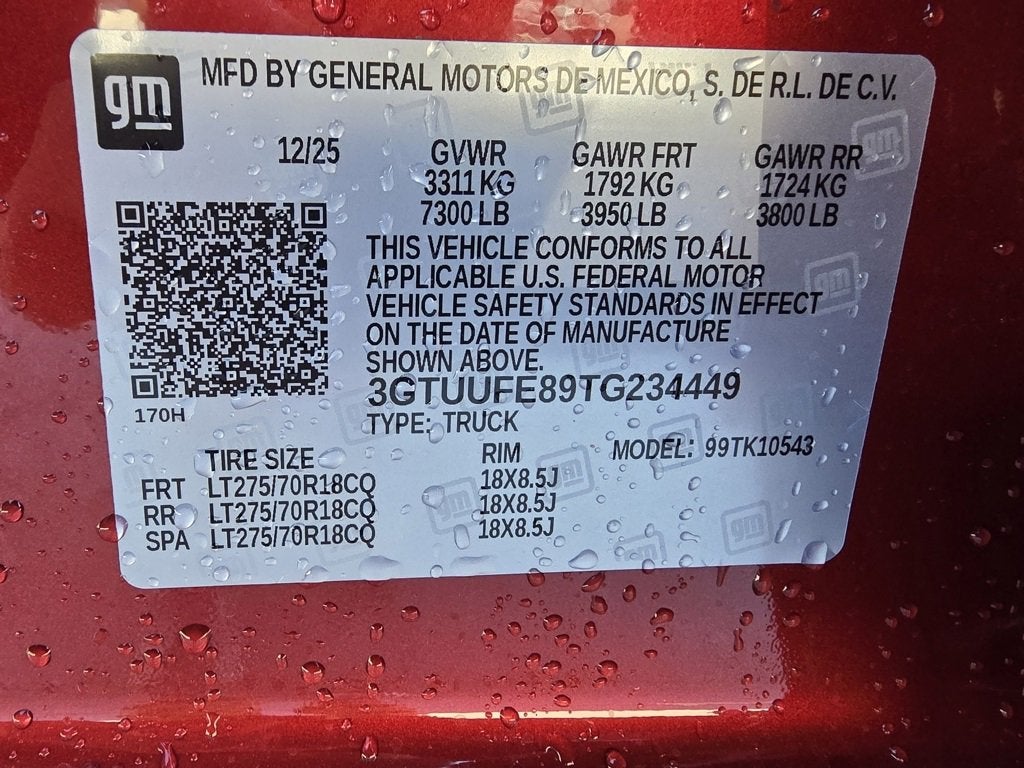 gm
MFD BY GENERAL MOTORS DE MEXICO, S. DE R.L. DE C.V.
12/25 GVWR GAWR FRT GAWR RR
3311 KG 1792 KG 1724 KG
7300 LB 3950 LB 3800 LB
THIS VEHICLE CONFORMS TO ALL
APPLICABLE U.S. FEDERAL MOTOR
VEHICLE SAFETY STANDARDS IN EFFECT
ON THE DATE OF MANUFACTURE
SHOWN ABOVE.
3GTUUFE89TG234449
170H
TYPE: TRUCK
TIRE SIZE RIM MODEL: 99TK10543
FRT LT275/70R18CQ 18X8.5J
RR LT275/70R18CQ 18X8.5J
SPA LT275/70R18CQ 18X8.5J